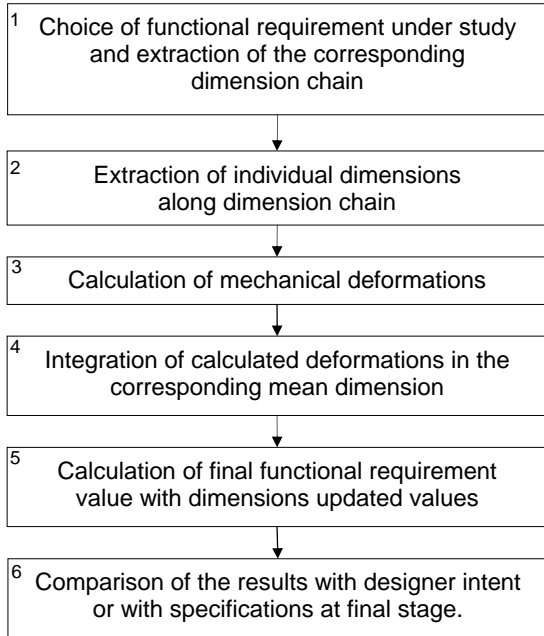 1 Choice of functional requirement under study
and extraction of the corresponding
dimension chain
2 Extraction of individual dimensions
along dimension chain
3 Calculation of mechanical deformations
4 Integration of calculated deformations in the
corresponding mean dimension
5 Calculation of final functional requirement
value with dimensions updated values
6 Comparison of the results with designer intent
or with specifications at final stage.